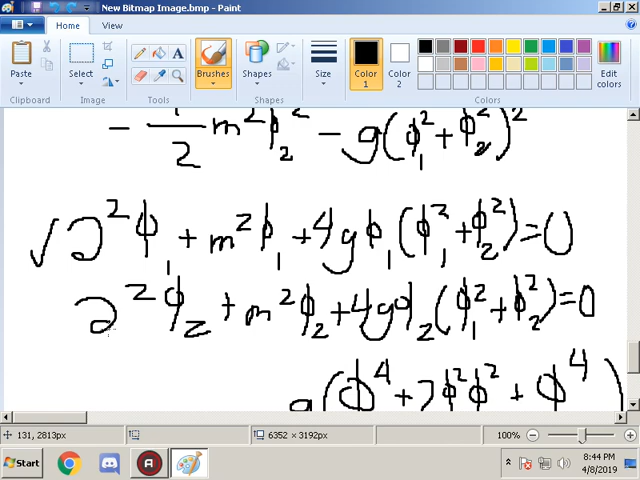 New Bitmap Image.bmp - Paint
Home View
Paste Select Brushes Shapes Size Color 1 Color 2 Edit colors
Clipboard Image Tools Shapes Colors
2 m² φ₂² - g(φ₁² + φ₂²)²
√ ∂²φ₁ + m²φ₁ + 4gφ₁(φ₁² + φ₂²) = 0
∂²φ₂ + m²φ₂ + 4gφ₂(φ₁² + φ₂²) = 0
g(φ⁴ + 2φ²φ² + φ⁴)
131, 2813px 6352 × 3192px 100%
Start 8:44 PM
4/8/2019